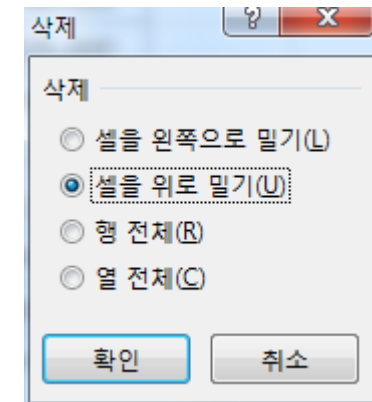 삭제
삭제
셀을 왼쪽으로 밀기(L)
셀을 위로 밀기(U)
행 전체(R)
열 전체(C)
확인 취소